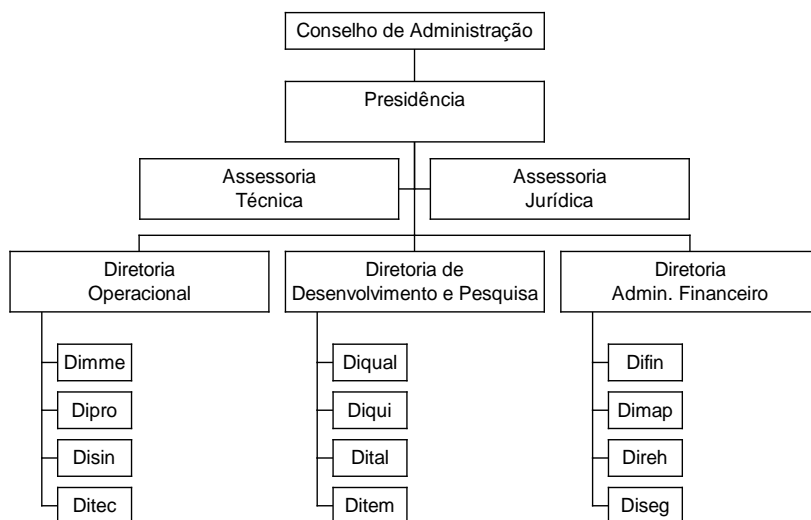 Conselho de Administração
Presidência
Assessoria
Técnica
Assessoria
Jurídica
Diretoria
Operacional
Diretoria de
Desenvolvimento e Pesquisa
Diretoria
Admin. Financeiro
Dimme
Dipro
Disin
Ditec
Diqual
Diqui
Dital
Ditem
Difin
Dimap
Direh
Diseg